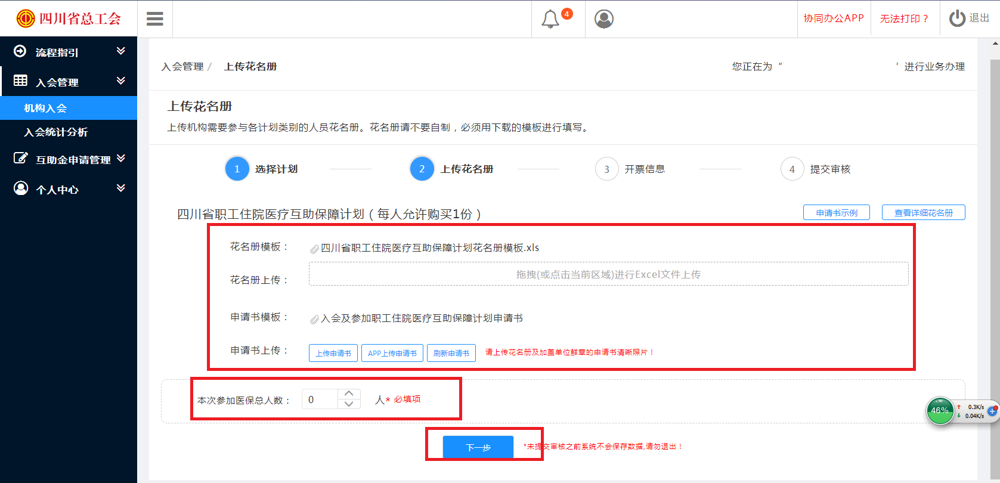 四川省总工会
4
协同办公APP
无法打印？
退出
流程指引
入会管理
机构入会
入会统计分析
互助金申请管理
个人中心
入会管理 / 上传花名册
您正在为 “ ’ 进行业务办理
上传花名册
上传机构需要参与各计划类别的人员花名册。花名册请不要自制，必须用下载的模板进行填写。
1 选择计划
2 上传花名册
3 开票信息
4 提交审核
四川省职工住院医疗互助保障计划（每人允许购买1份）
申请书示例
查看详细花名册
花名册模板：
四川省职工住院医疗互助保障计划花名册模板.xls
花名册上传：
拖拽(或点击当前区域)进行Excel文件上传
申请书模板：
入会及参加职工住院医疗互助保障计划申请书
申请书上传：
上传申请书
APP上传申请书
刷新申请书
请上传花名册及加盖单位鲜章的申请书清晰照片！
本次参加医保总人数：
0
人* 必填项
46%
0.3K/s
0.04K/s
下一步
*未提交审核之前系统不会保存数据,请勿退出！